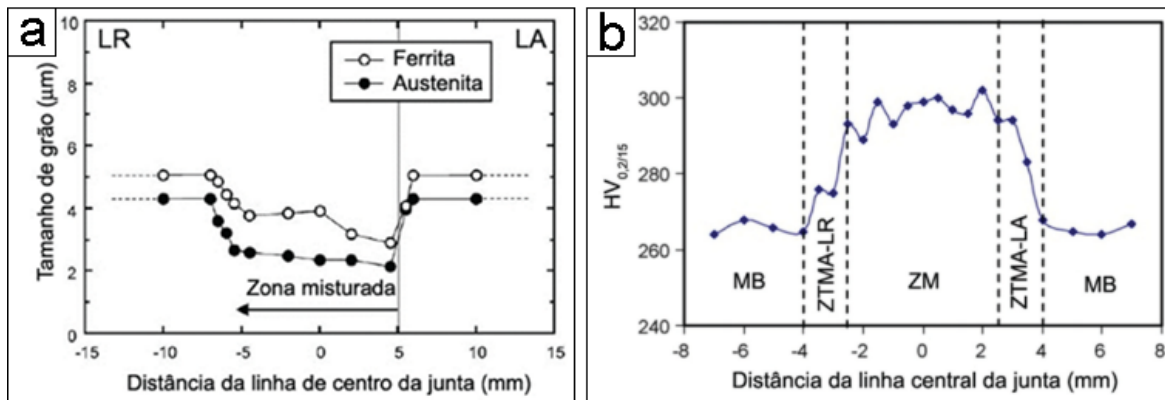 a
LR
LA
Ferrita
Austenita
10
8
6
4
2
0
Tamanho de grão (μm)
Zona misturada
-15
-10
-5
0
5
10
15
Distância da linha de centro da junta (mm)
b
320
300
280
260
240
HV0,2/15
MB
ZTMA-LR
ZM
ZTMA-LA
MB
-8
-6
-4
-2
0
2
4
6
8
Distância da linha central da junta (mm)